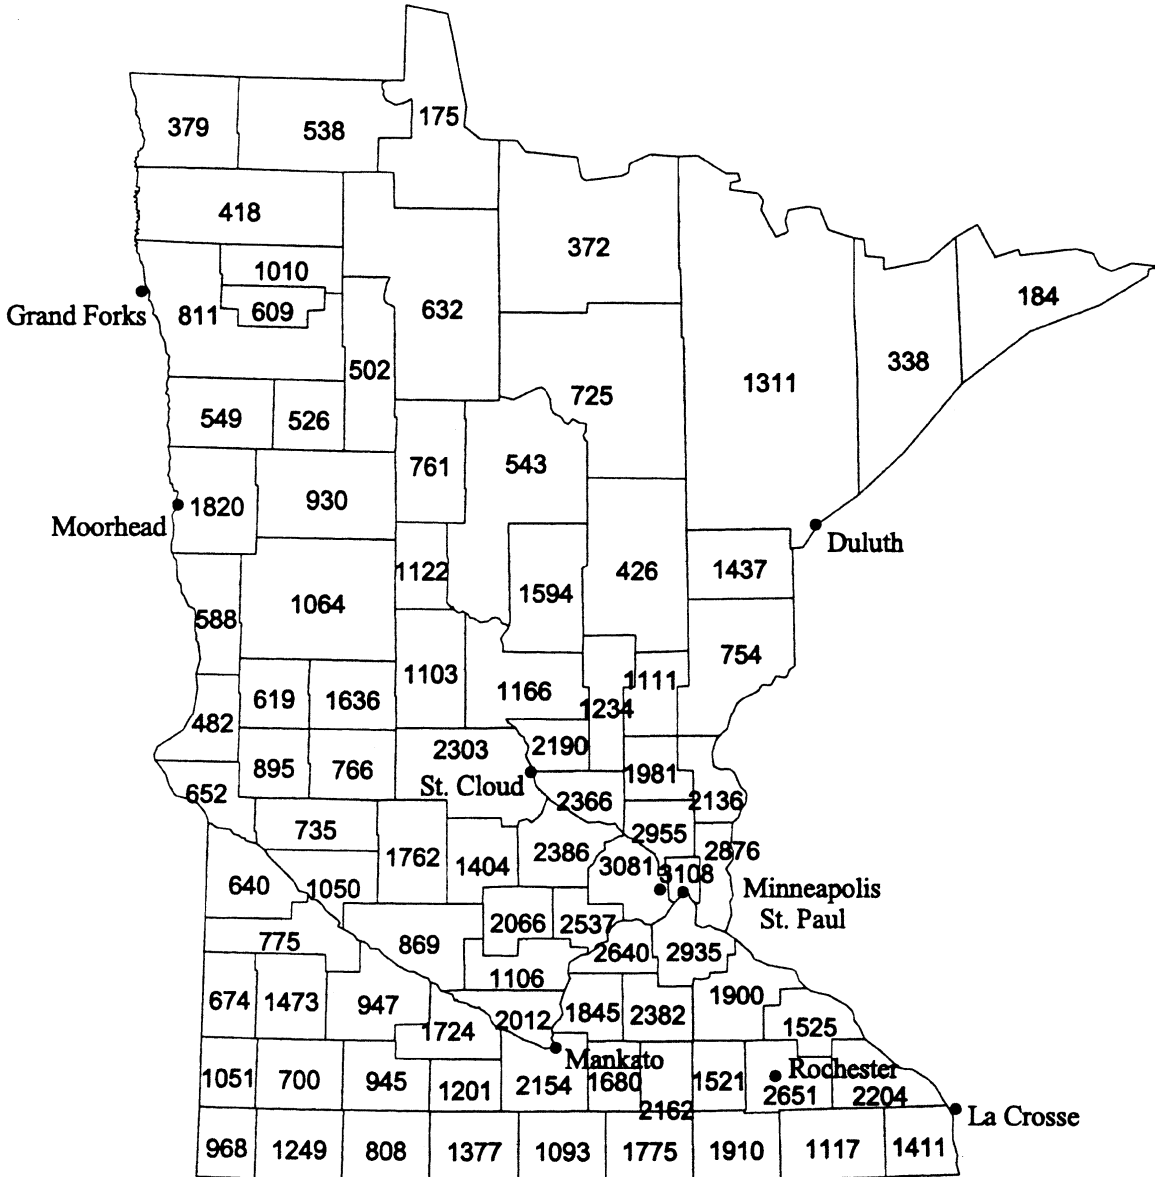 175
379 538
418
372
1010
184
Grand Forks 811 609 632
338
502
1311
725
549 526
761 543
1820 930
Moorhead
Duluth
1122 426 1437
1594
1064
588
754
1103 1111
619 1636 1166
1234
482
2303 2190
895 766 1981
St. Cloud
652 2366 2136
735 2955
2386 2876
1762 1404 3081
3108
640 1050 Minneapolis
St. Paul
2066 2537
775 869
2640 2935
1106
674 1473 947 1900
1845 2382
2012
1724 1525
Mankato
Rochester
1051 700 945 1201 2154 1680 1521
2651 2204
2162
La Crosse
968 1249 808 1377 1093 1775 1910 1117 1411